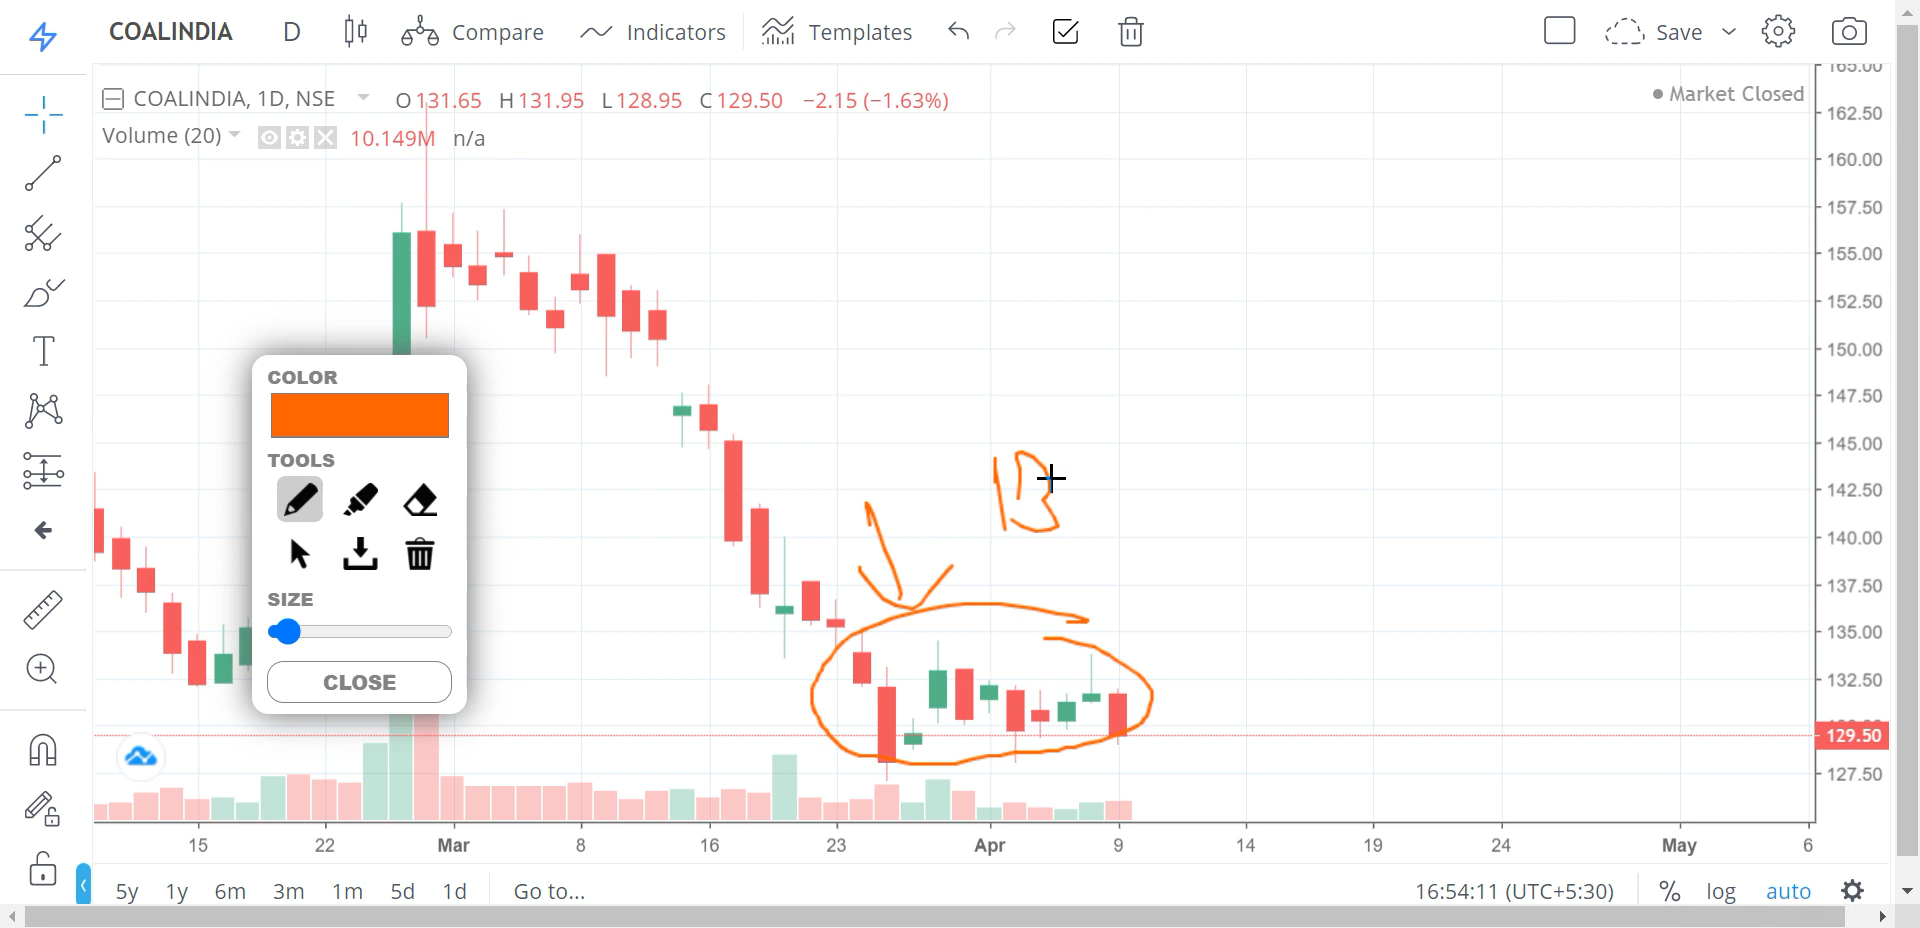 COALINDIA D Compare Indicators Templates Save
COALINDIA, 1D, NSE O 131.65 H 131.95 L 128.95 C 129.50 −2.15 (−1.63%) Market Closed
Volume (20) 10.149M n/a
165.00
162.50
160.00
157.50
155.00
152.50
150.00
147.50
145.00
142.50
140.00
137.50
135.00
132.50
129.50
127.50
T
COLOR
TOOLS
SIZE
CLOSE
13
15 22 Mar 8 16 23 Apr 9 14 19 24 May 6
5y 1y 6m 3m 1m 5d 1d Go to... 16:54:11 (UTC+5:30) % log auto